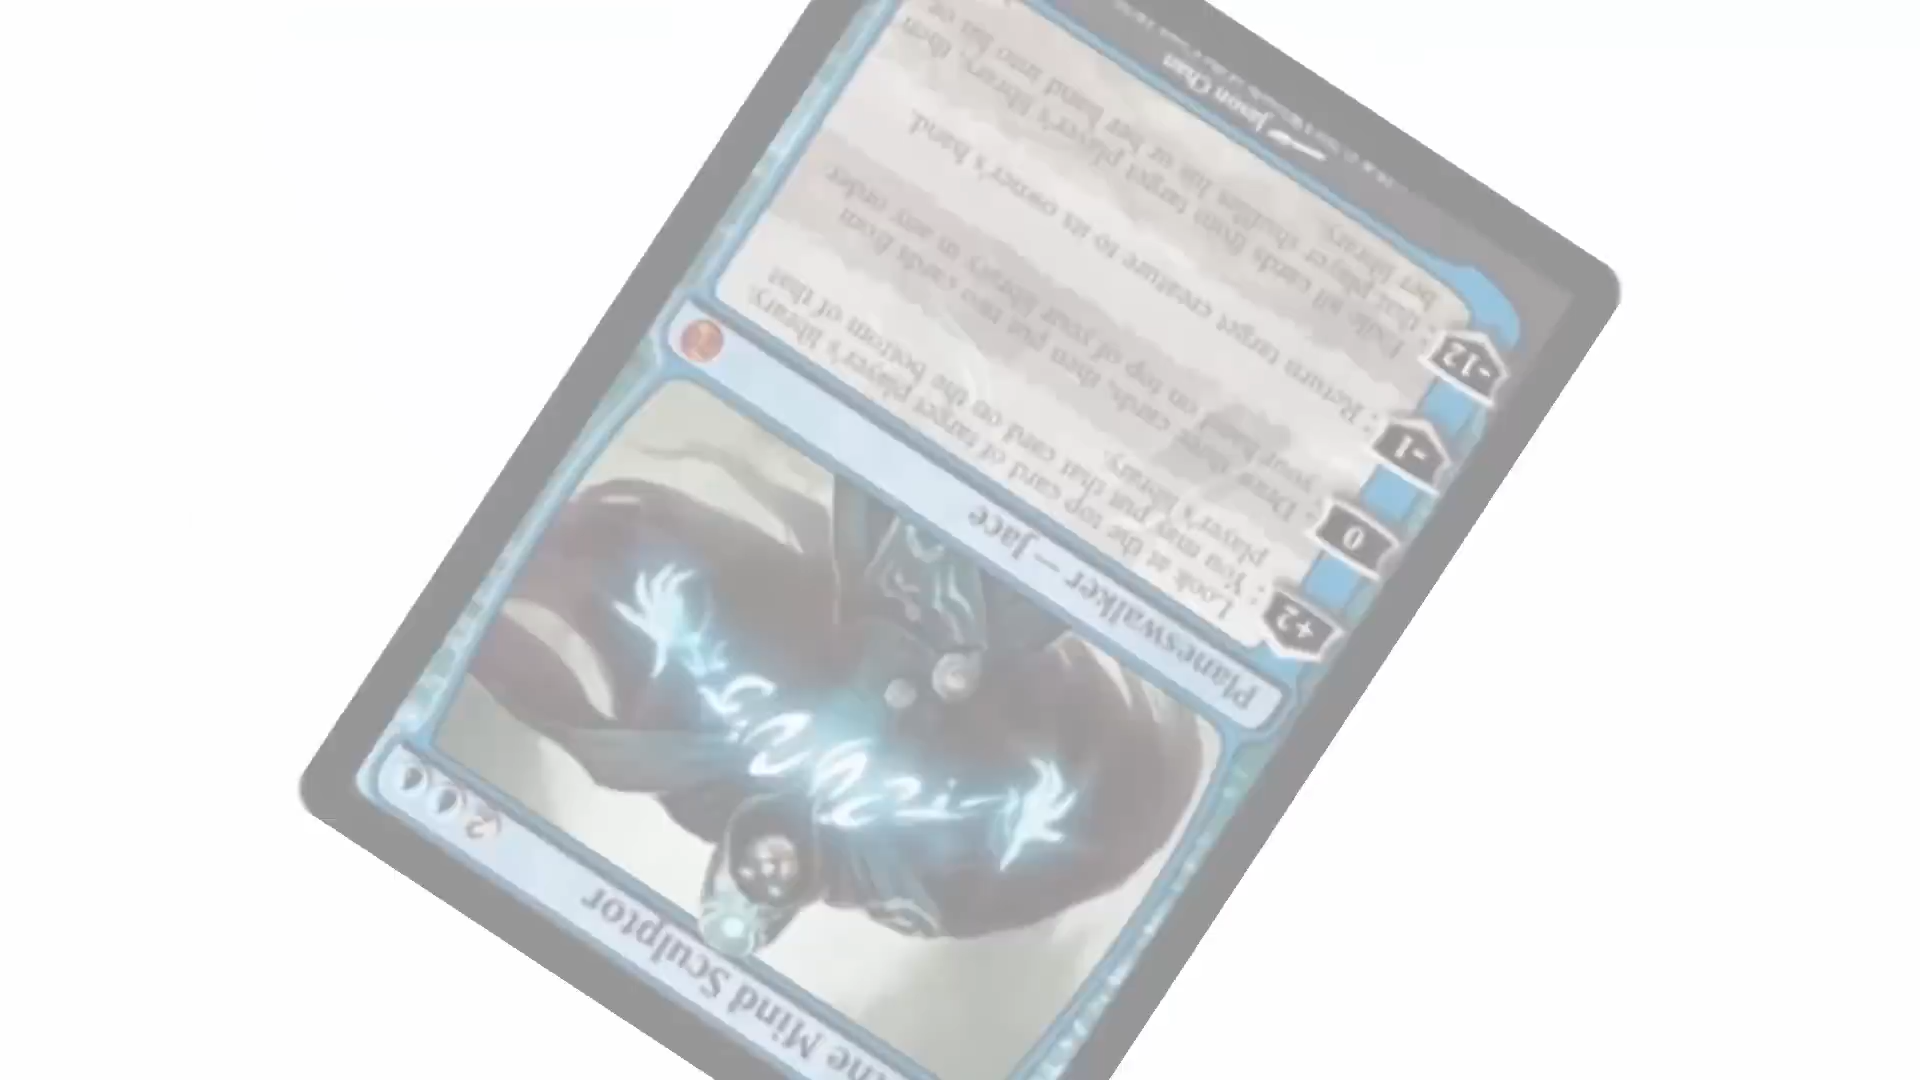 the Mind Sculptor
2
Planeswalker — Jace
+2
: Look at the top card of target player's library.
You may put that card on the bottom of that
player's library.
0
: Draw three cards, then put two cards from
your hand on top of your library in any order
-1
: Return target creature to its owner's hand.
-12
: Exile all cards from target player's library, then
that player shuffles his or her hand into his or
her library.
Jason Chan